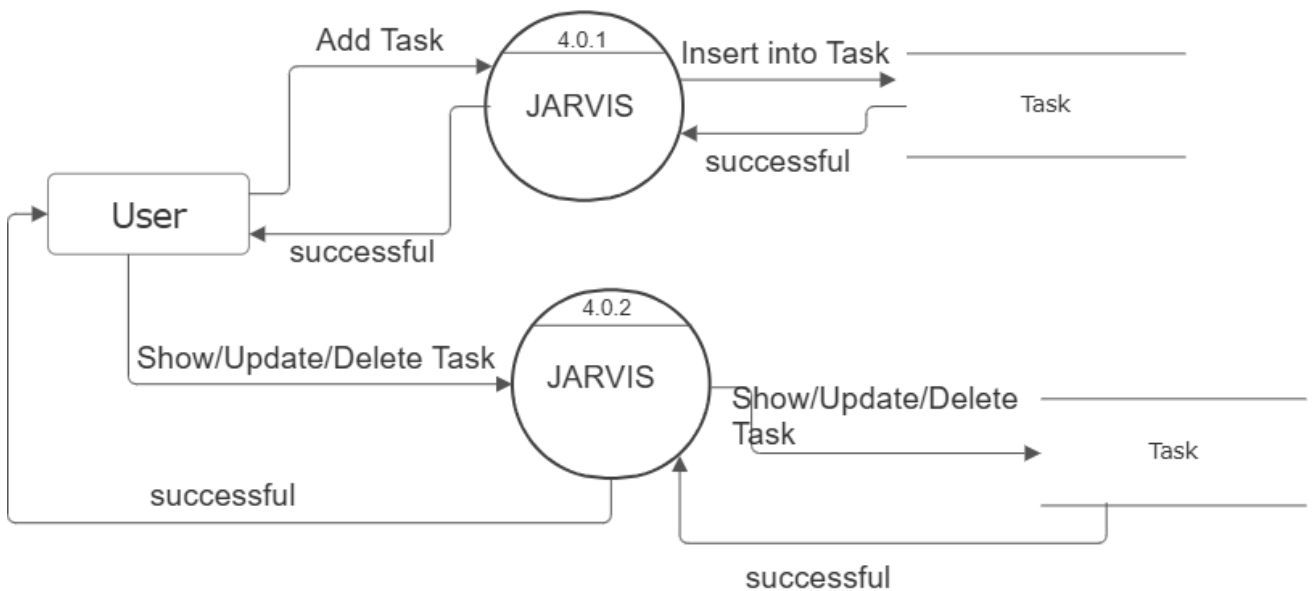 Add Task
4.0.1
JARVIS
Insert into Task
Task
successful
User
successful
4.0.2
JARVIS
Show/Update/Delete Task
Show/Update/Delete
Task
Task
successful
successful